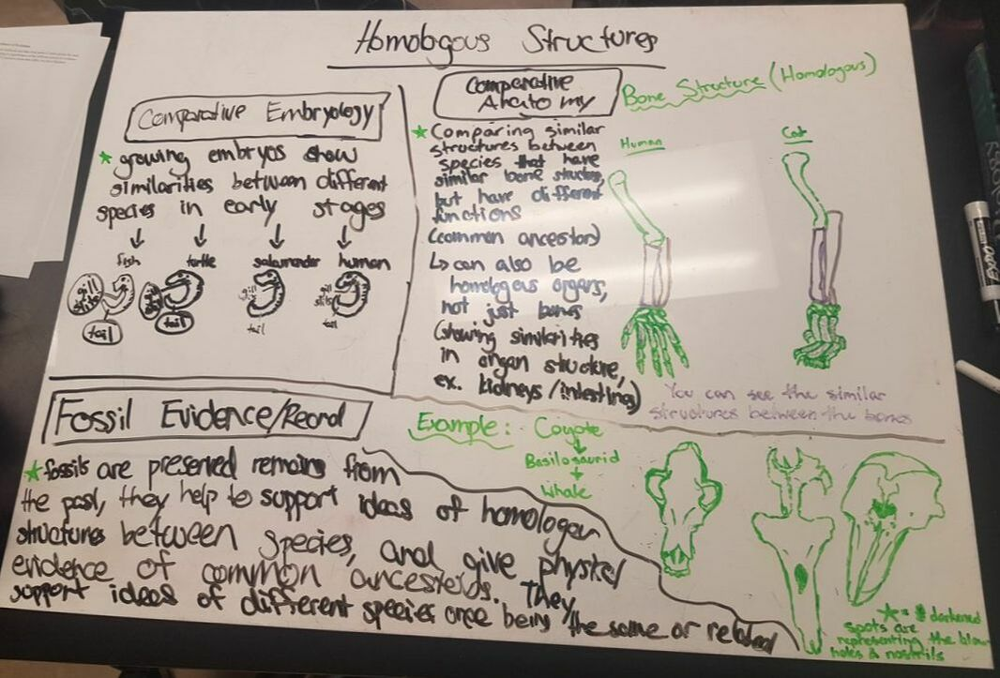 Homologous Structures
Comparative Embryology
★ growing embryos show
similarities between different
species in early stages
↓ ↓ ↓ ↓
fish turtle salamander human
gill slits
gill slits
gill slits
gill slits
tail
tail
tail
tail
Comparative
Anatomy
★ Comparing similar
structures between
species that have
similar bone structure,
but have different
functions
(common ancestor)
↳ can also be
homologous organs,
not just bones
(showing similarities
in organ stucture,
ex. kidneys/intestings)
Bone Structure (Homologous)
Human
Cat
You can see the similar
structures between the bones
Fossil Evidence/Record
★ fossils are preserved remains from
the past, they help to support ideas of
structures between species, and give
evidence of common They
support ideas of different species once being the same or related
Example: Coyote
↓
Basilosaurid
↓
Whale
★ = darkened
spots are
representing the blow
holes & nostrils
EXPO